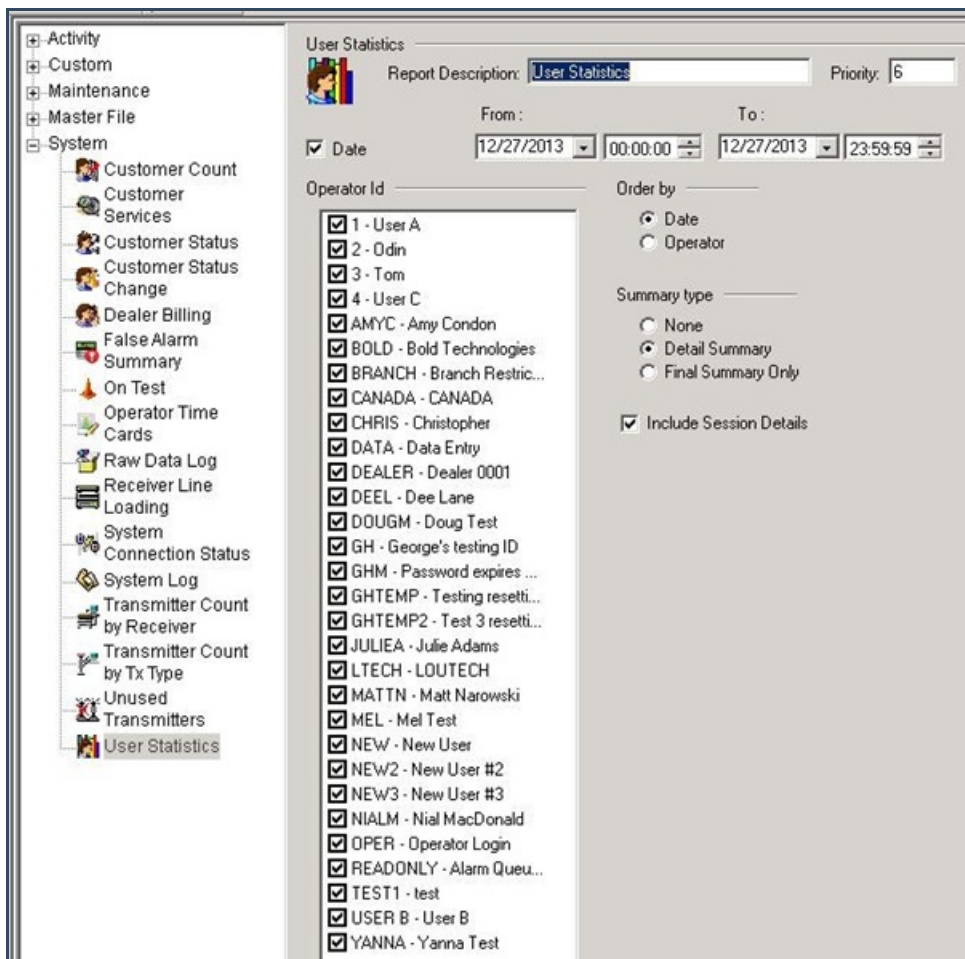 Activity
Custom
Maintenance
Master File
System
Customer Count
Customer
Services
Customer Status
Customer Status
Change
Dealer Billing
False Alarm
Summary
On Test
Operator Time
Cards
Raw Data Log
Receiver Line
Loading
System
Connection Status
System Log
Transmitter Count
by Receiver
Transmitter Count
by Tx Type
Unused
Transmitters
User Statistics
User Statistics
Report Description: User Statistics Priority: 6
From : To :
Date 12/27/2013 00:00:00 12/27/2013 23:59:59
Operator Id
1 - User A
2 - Odin
3 - Tom
4 - User C
AMYC - Amy Condon
BOLD - Bold Technologies
BRANCH - Branch Restric...
CANADA - CANADA
CHRIS - Christopher
DATA - Data Entry
DEALER - Dealer 0001
DEEL - Dee Lane
DOUGM - Doug Test
GH - George's testing ID
GHM - Password expires ...
GHTEMP - Testing resetti...
GHTEMP2 - Test 3 resetti...
JULIEA - Julie Adams
LTECH - LOUTECH
MATTN - Matt Narowski
MEL - Mel Test
NEW - New User
NEW2 - New User #2
NEW3 - New User #3
NIALM - Nial MacDonald
OPER - Operator Login
READONLY - Alarm Queu...
TEST1 - test
USER B - User B
YANNA - Yanna Test
Order by
Date
Operator
Summary type
None
Detail Summary
Final Summary Only
Include Session Details